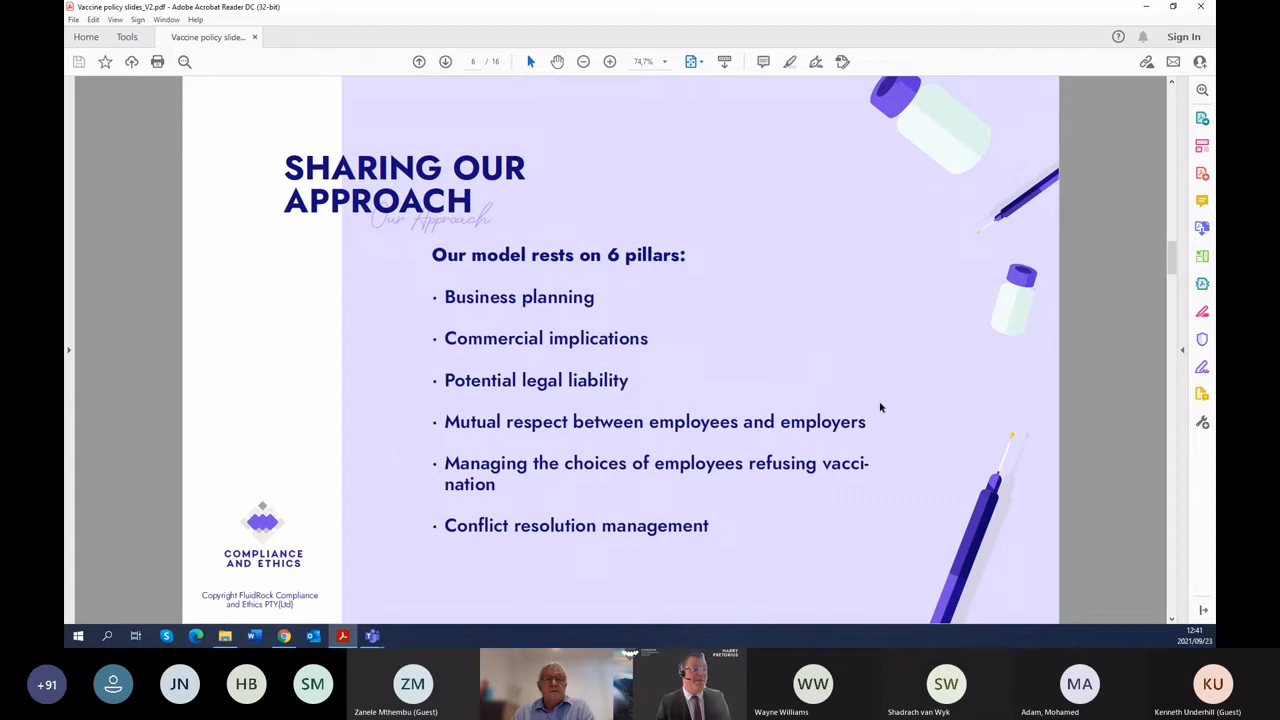 Vaccine policy slides_V2.pdf - Adobe Acrobat Reader DC (32-bit)
File Edit View Sign Window Help
Home Tools Vaccine policy slide... × Sign In
6 / 16 74,7%
SHARING OUR
APPROACH
Our Approach
Our model rests on 6 pillars:
· Business planning
· Commercial implications
· Potential legal liability
· Mutual respect between employees and employers
· Managing the choices of employees refusing vacci-
nation
· Conflict resolution management
COMPLIANCE
AND ETHICS
Copyright FluidRock Compliance
and Ethics PTY(Ltd)
12:41
2021/09/23
HARRY
PRETORIUS
+91 JN HB SM ZM WW SW MA KU
Zanele Mthembu (Guest) Wayne Williams Shadrach van Wyk Adam, Mohamed Kenneth Underhill (Guest)